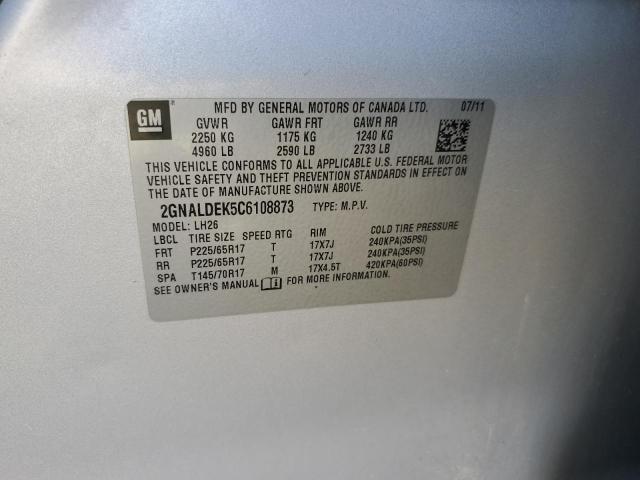 GM ® MFD BY GENERAL MOTORS OF CANADA LTD. 07/11
GVWR GAWR FRT GAWR RR
2250 KG 1175 KG 1240 KG
4960 LB 2590 LB 2733 LB
THIS VEHICLE CONFORMS TO ALL APPLICABLE U.S. FEDERAL MOTOR
VEHICLE SAFETY AND THEFT PREVENTION STANDARDS IN EFFECT ON THE
DATE OF MANUFACTURE SHOWN ABOVE.
2GNALDEK5C6108873 TYPE: M.P.V.
MODEL: LH26
LBCL TIRE SIZE SPEED RTG RIM COLD TIRE PRESSURE
FRT P225/65R17 T 17X7J 240KPA(35PSI)
RR P225/65R17 T 17X7J 240KPA(35PSI)
SPA T145/70R17 M 17X4.5T 420KPA(60PSI)
SEE OWNER'S MANUAL FOR MORE INFORMATION.